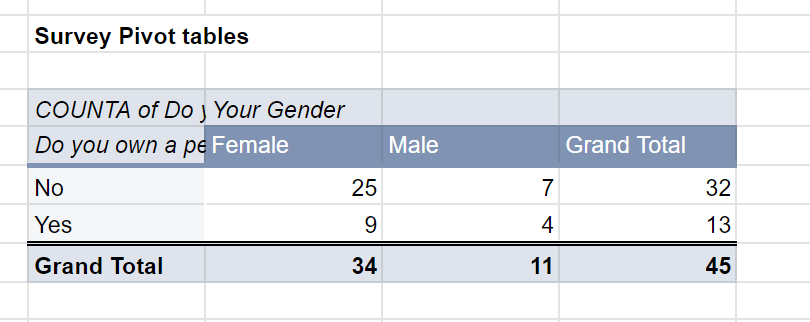 Survey Pivot tables
COUNTA of Do y Your Gender
Do you own a pe Female Male Grand Total
No 25 7 32
Yes 9 4 13
Grand Total 34 11 45